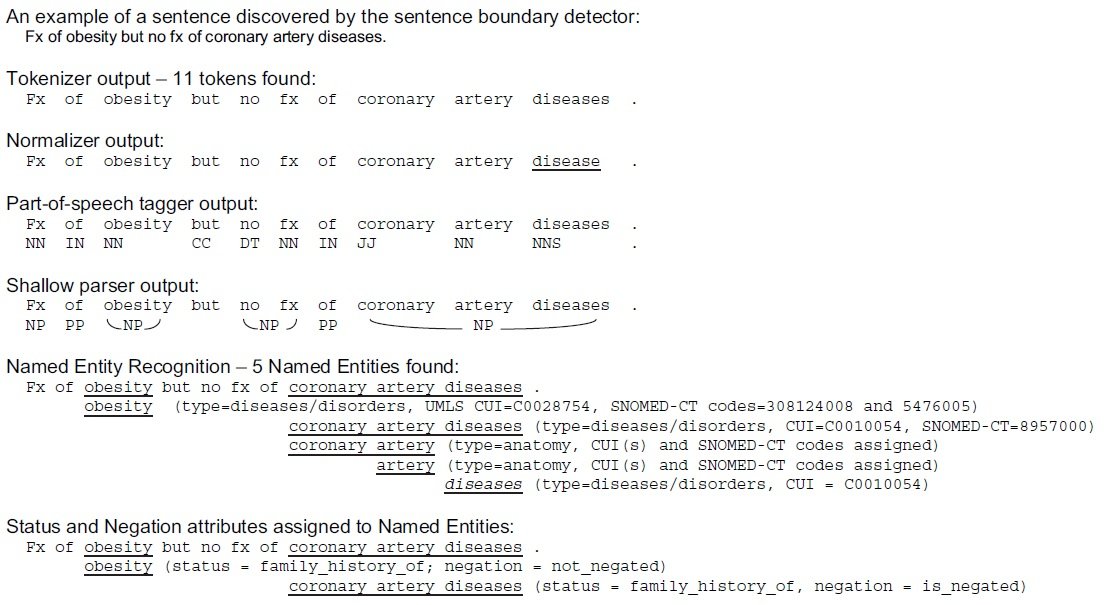 An example of a sentence discovered by the sentence boundary detector:
Fx of obesity but no fx of coronary artery diseases.
Tokenizer output – 11 tokens found:
Fx of obesity but no fx of coronary artery diseases .
Normalizer output:
Fx of obesity but no fx of coronary artery disease .
Part-of-speech tagger output:
Fx of obesity but no fx of coronary artery diseases .
NN IN NN CC DT NN IN JJ NN NNS .
Shallow parser output:
Fx of obesity but no fx of coronary artery diseases .
NP PP NP NP PP NP
Named Entity Recognition – 5 Named Entities found:
Fx of obesity but no fx of coronary artery diseases .
obesity (type=diseases/disorders, UMLS CUI=C0028754, SNOMED-CT codes=308124008 and 5476005)
coronary artery diseases (type=diseases/disorders, CUI=C0010054, SNOMED-CT=8957000)
coronary artery (type=anatomy, CUI(s) and SNOMED-CT codes assigned)
artery (type=anatomy, CUI(s) and SNOMED-CT codes assigned)
diseases (type=diseases/disorders, CUI = C0010054)
Status and Negation attributes assigned to Named Entities:
Fx of obesity but no fx of coronary artery diseases .
obesity (status = family_history_of; negation = not_negated)
coronary artery diseases (status = family_history_of, negation = is_negated)